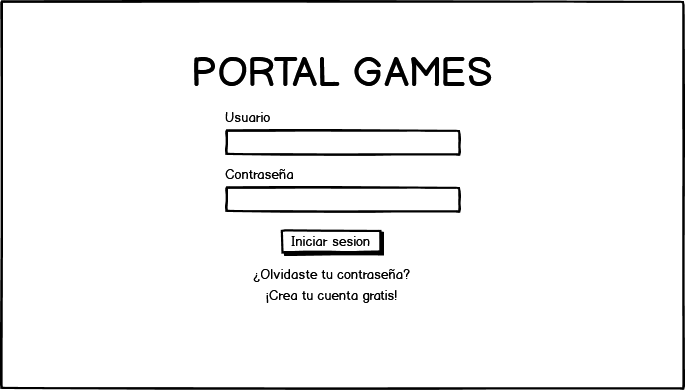 PORTAL GAMES
Usuario
Contraseña
Iniciar sesion
¿Olvidaste tu contraseña?
¡Crea tu cuenta gratis!